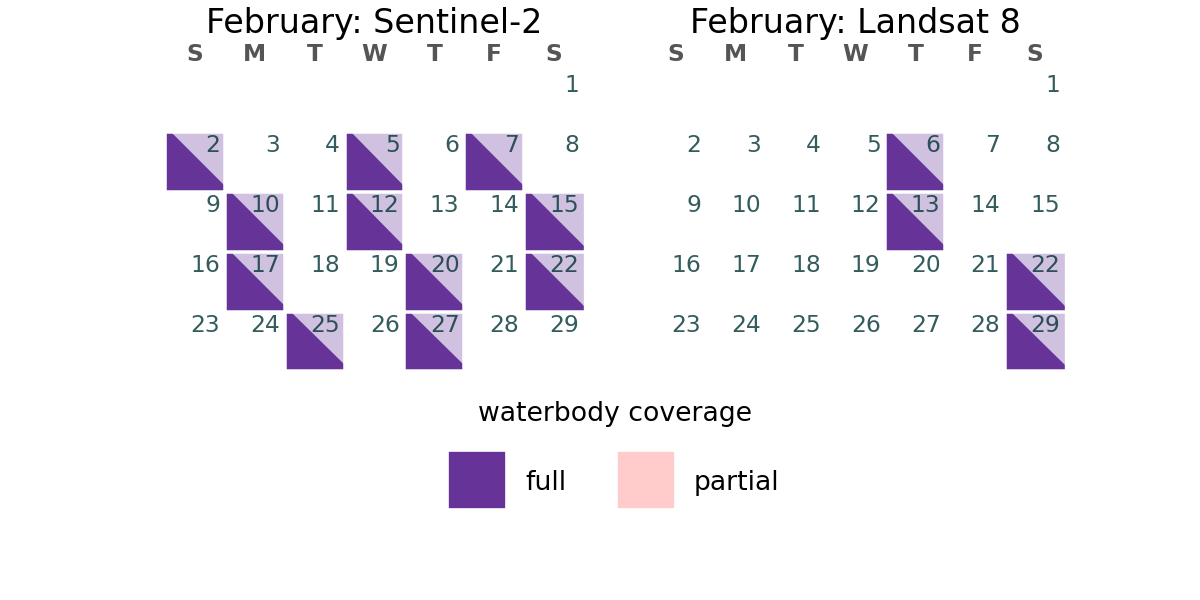 February: Sentinel-2
S M T W T F S
1
2 3 4 5 6 7 8
9 10 11 12 13 14 15
16 17 18 19 20 21 22
23 24 25 26 27 28 29
February: Landsat 8
S M T W T F S
1
2 3 4 5 6 7 8
9 10 11 12 13 14 15
16 17 18 19 20 21 22
23 24 25 26 27 28 29
waterbody coverage
full partial